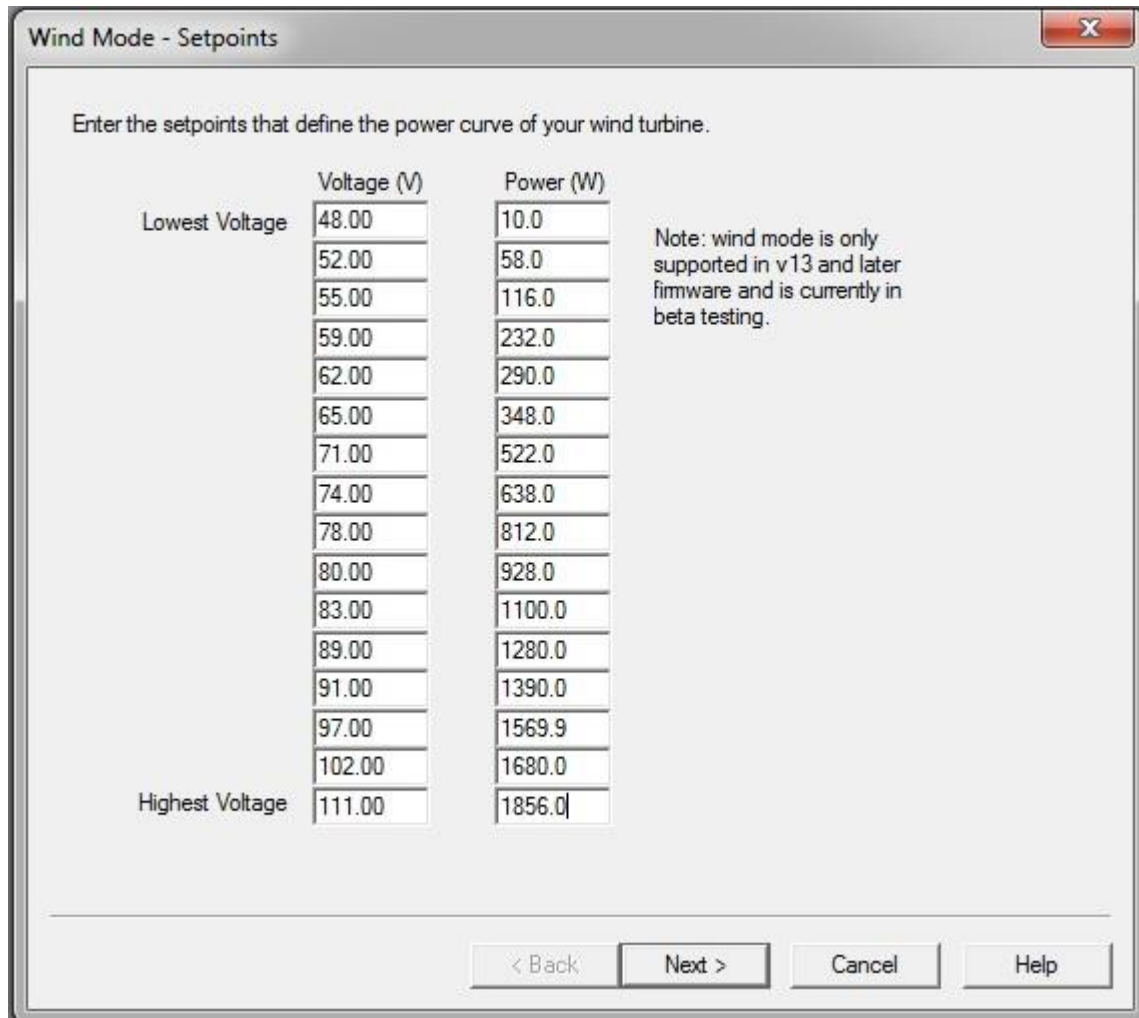 Wind Mode - Setpoints
Enter the setpoints that define the power curve of your wind turbine.
Voltage (V) Power (W)
Lowest Voltage 48.00 10.0
52.00 58.0
55.00 116.0
59.00 232.0
62.00 290.0
65.00 348.0
71.00 522.0
74.00 638.0
78.00 812.0
80.00 928.0
83.00 1100.0
89.00 1280.0
91.00 1390.0
97.00 1569.9
102.00 1680.0
Highest Voltage 111.00 1856.0
Note: wind mode is only
supported in v13 and later
firmware and is currently in
beta testing.
< Back Next > Cancel Help